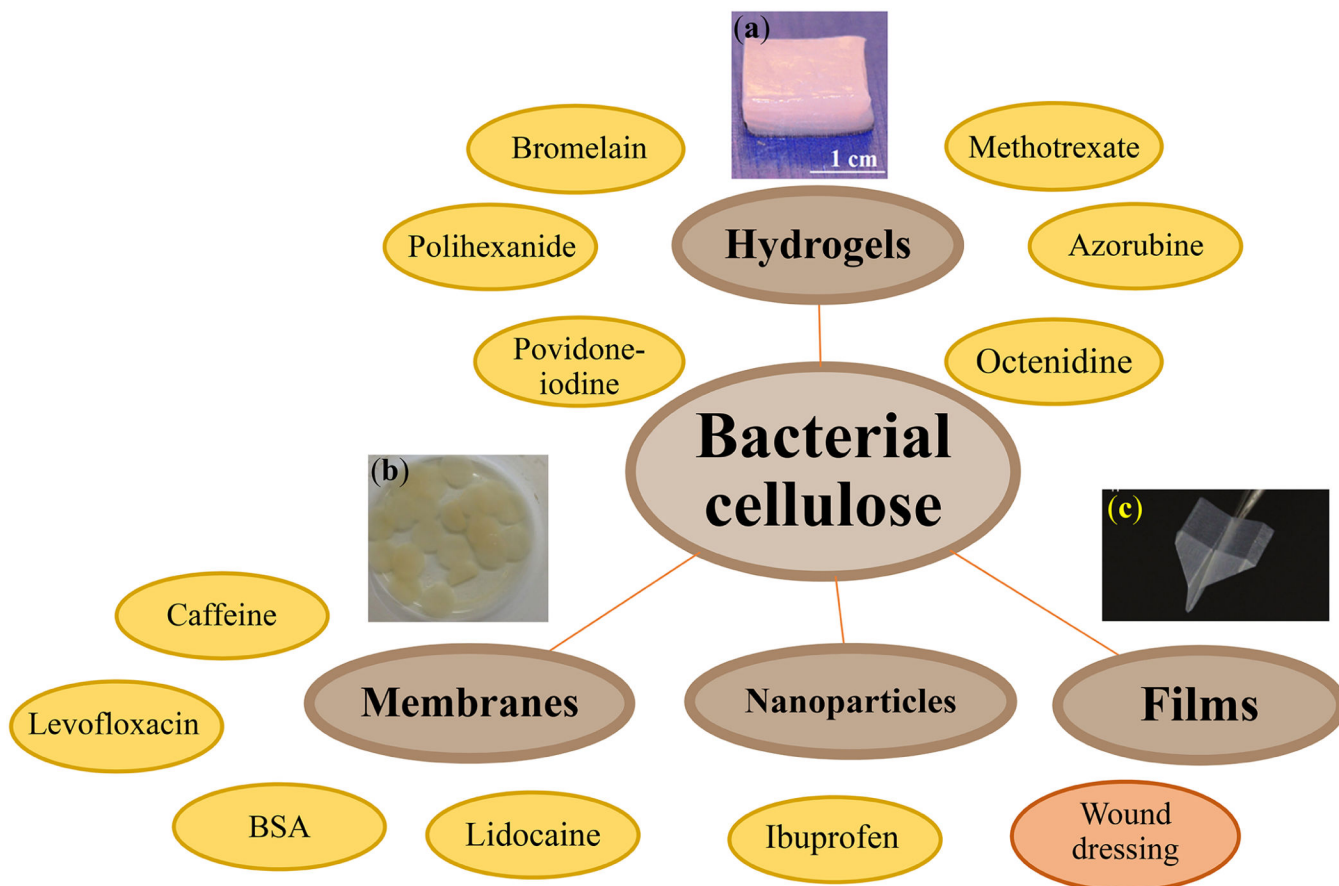 (a)
1 cm
Bromelain
Methotrexate
Polihexanide
Hydrogels
Azorubine
Povidone-
iodine
Octenidine
Bacterial
cellulose
(b)
(c)
Caffeine
Membranes
Nanoparticles
Films
Levofloxacin
BSA
Lidocaine
Ibuprofen
Wound
dressing